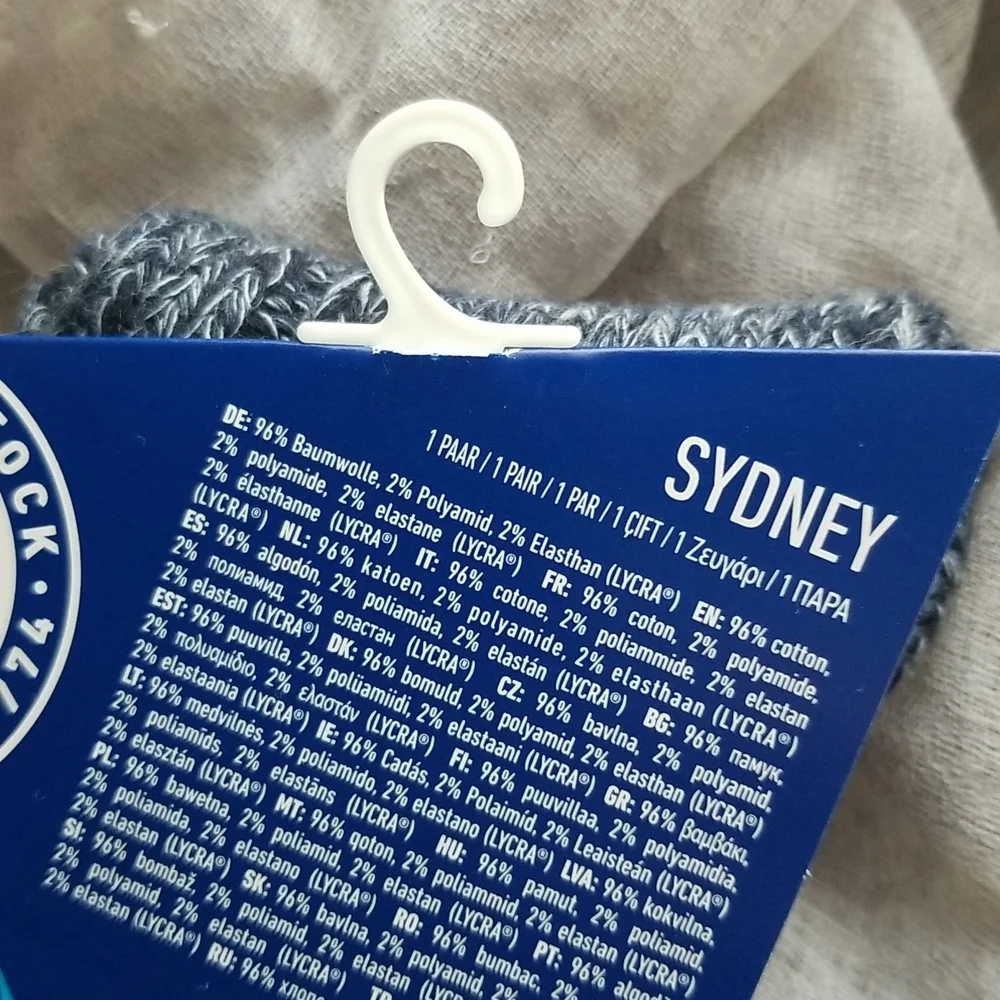 SYDNEY
1 PAAR / 1 PAIR / 1 PAR / 1 ÇIFT / 1 Ζευγάρι / 1 ПАРА
DE: 96% Baumwolle, 2% Polyamid, 2% Elasthan (LYCRA®) EN: 96% cotton,
2% polyamide, 2% elastane (LYCRA®) FR: 96% coton, 2% polyamide,
2% élasthanne (LYCRA®) IT: 96% cotone, 2% poliammide, 2% elastan
(LYCRA®) NL: 96% katoen, 2% polyamide, 2% elasthaan (LYCRA®)
ES: 96% algodón, 2% poliamida, 2% elastán (LYCRA®) BG: 96% памук,
2% полиамид, 2% еластан (LYCRA®) CZ: 96% bavlna, 2% polyamid,
2% elastan (LYCRA®) DK: 96% bomuld, 2% polyamid, 2% elasthan (LYCRA®)
EST: 96% puuvilla, 2% polüamiidi, 2% elastaani (LYCRA®) GR: 96% βαμβάκι,
2% πολυαμίδιο, 2% ελαστάν (LYCRA®) FI: 96% puuvillaa, 2% polyamidia,
2% elastaania (LYCRA®) IE: 96% Cadás, 2% Polaimid, 2% Leaisteán (LYCRA®)
LT: 96% medvilnės, 2% poliamido, 2% elastano (LYCRA®) LVA: 96% kokvilna,
2% poliamīds, 2% elastāns (LYCRA®) HU: 96% pamut, 2% poliamid,
2% elasztán (LYCRA®) MT: 96% qoton, 2% poliammid, 2% elastan (LYCRA®)
PL: 96% bawełna, 2% poliamid, 2% elastan (LYCRA®) PT: 96%
2% poliamida, 2% elastano (LYCRA®) RO: 96% bumbac, 2%
2% elastan (LYCRA®) SK: 96% bavlna, 2% polyamid, 2%
SI: 96% bombaž, 2% poliamid, 2% elastan
2% polyamid, 2% elastan (LYCRA®)
2% elastan (LYCRA®) RU: 96%
TOCK • 4774